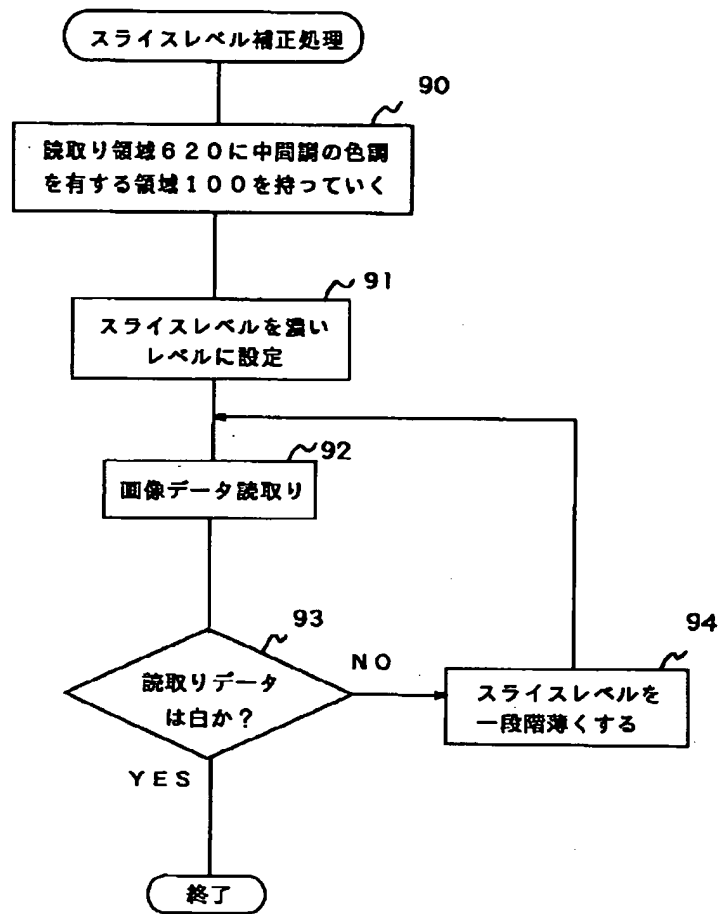 スライスレベル補正処理
90
読取り領域620に中間調の色調
を有する領域100を持っていく
91
スライスレベルを濃い
レベルに設定
92
画像データ読取り
93
読取りデータ
は白か？
NO
94
スライスレベルを
一段階薄くする
YES
終了